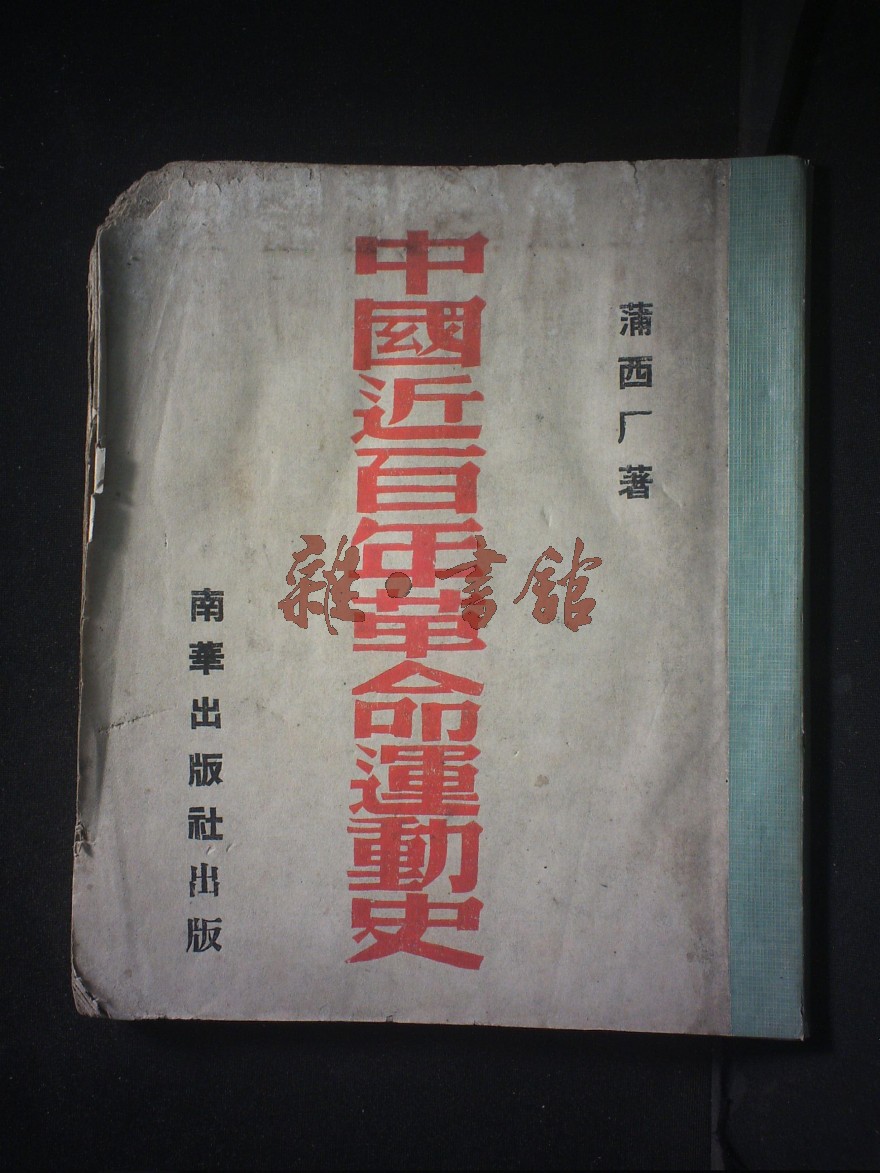 蒲西厂著
中國近百年革命運動史
南華出版社出版
雜·書館